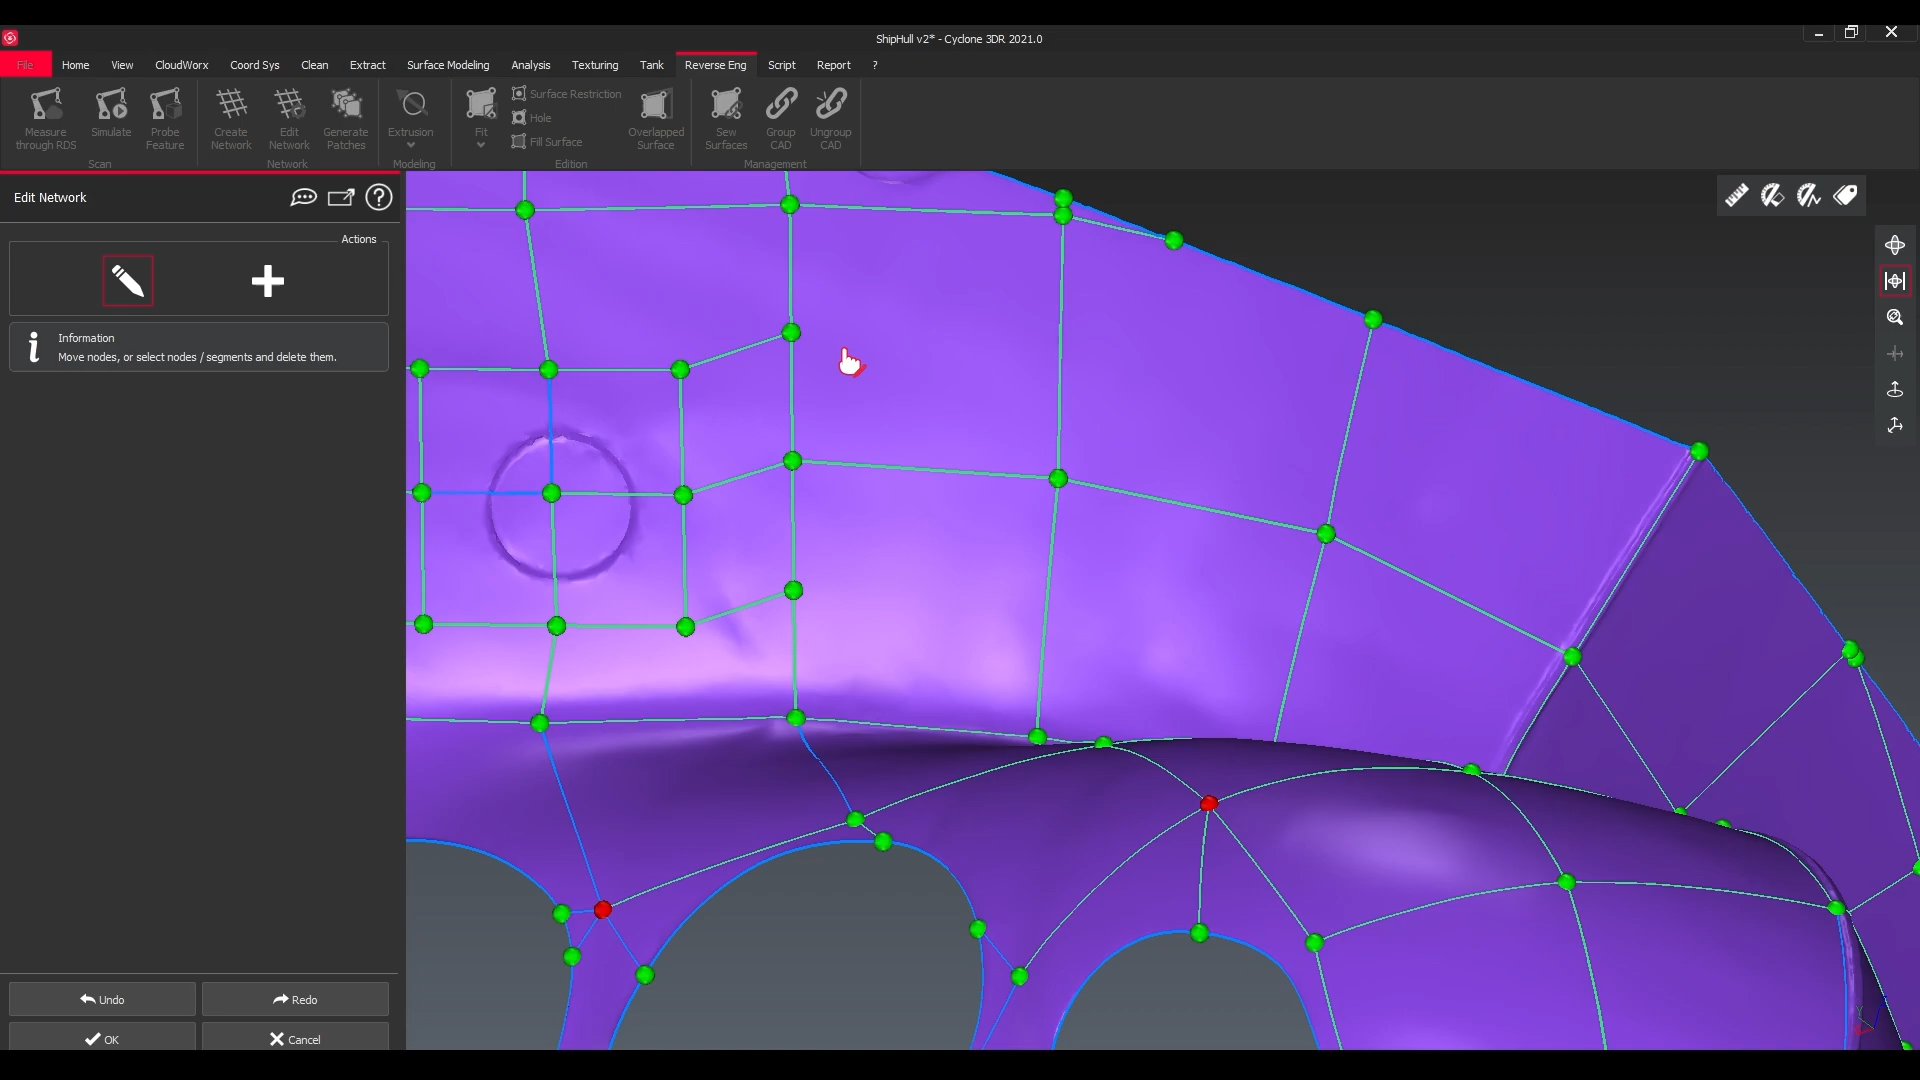 ShipHull v2* - Cyclone 3DR 2021.0
File Home View CloudWorx Coord Sys Clean Extract Surface Modeling Analysis Texturing Tank Reverse Eng Script Report ?
Measure through RDS
Simulate
Probe Feature
Scan
Create Network
Edit Network
Generate Patches
Network
Extrusion
Modeling
Fit
Surface Restriction
Hole
Fill Surface
Overlapped Surface
Edition
Sew Surfaces
Group CAD
Ungroup CAD
Management
Edit Network
Actions
Information
Move nodes, or select nodes / segments and delete them.
Undo Redo
OK Cancel